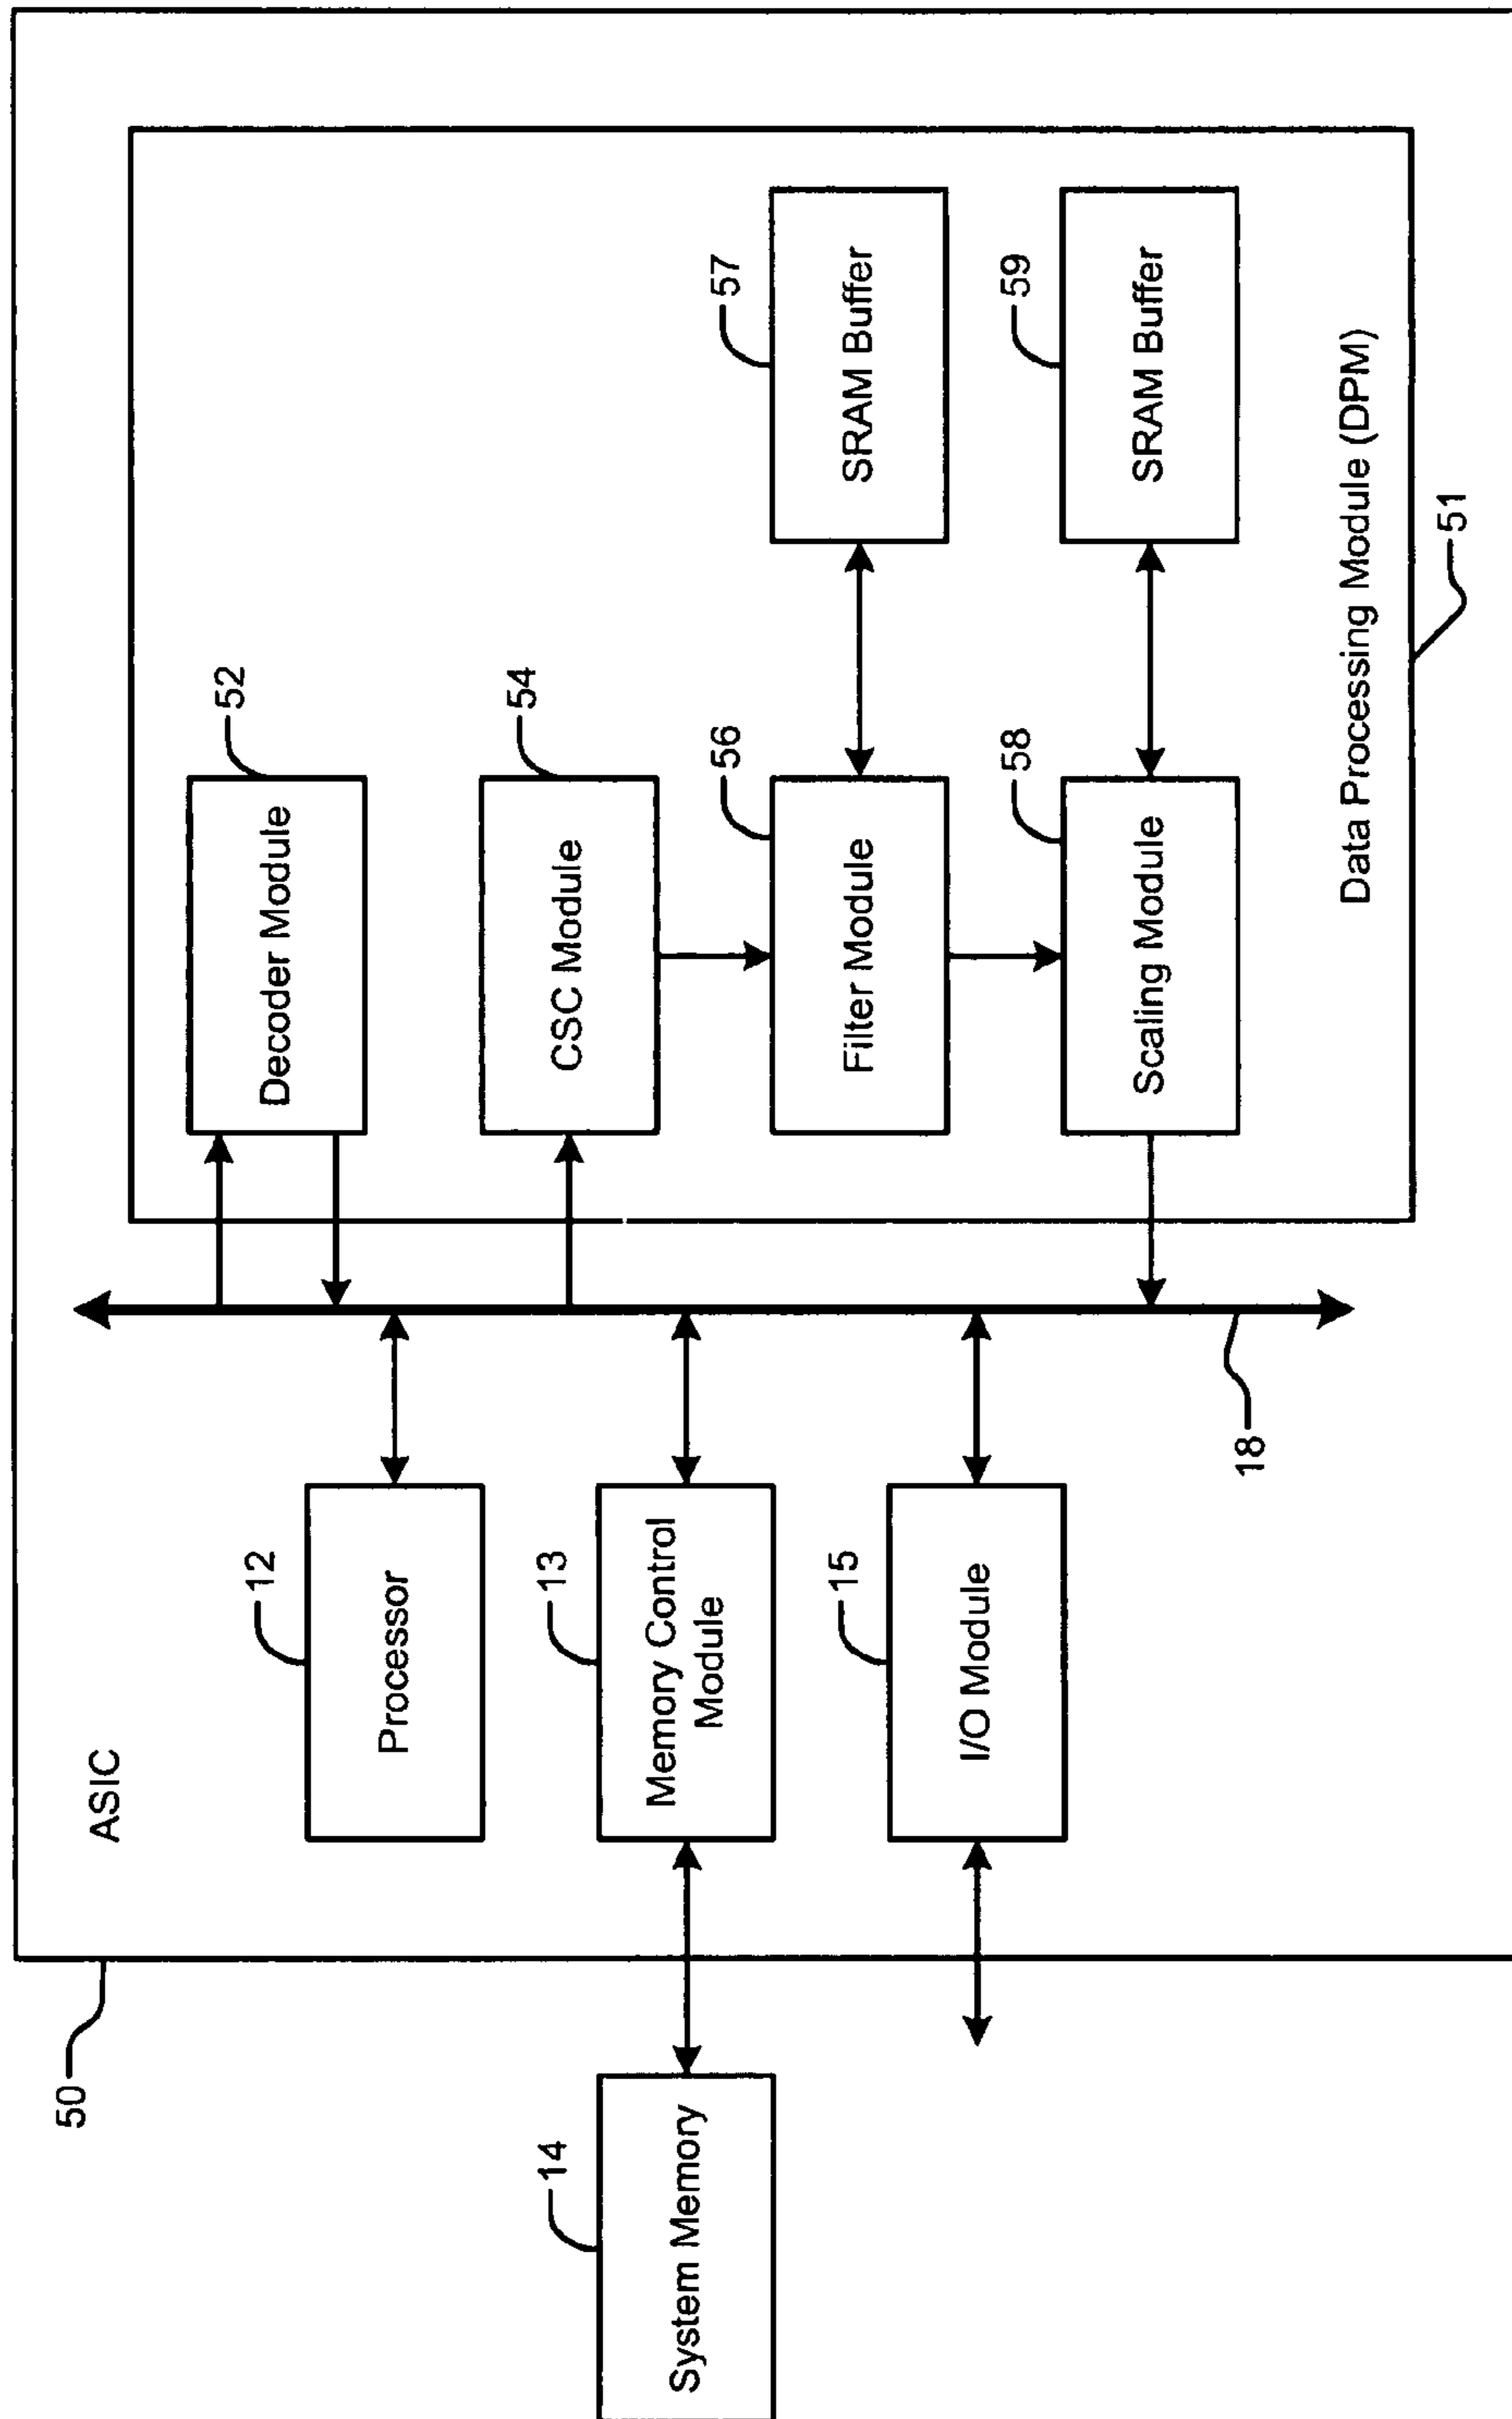 50
ASIC
14
System Memory
12
Processor
13
Memory Control
Module
15
I/O Module
18
52
Decoder Module
54
CSC Module
56
Filter Module
57
SRAM Buffer
58
Scaling Module
59
SRAM Buffer
Data Processing Module (DPM)
51